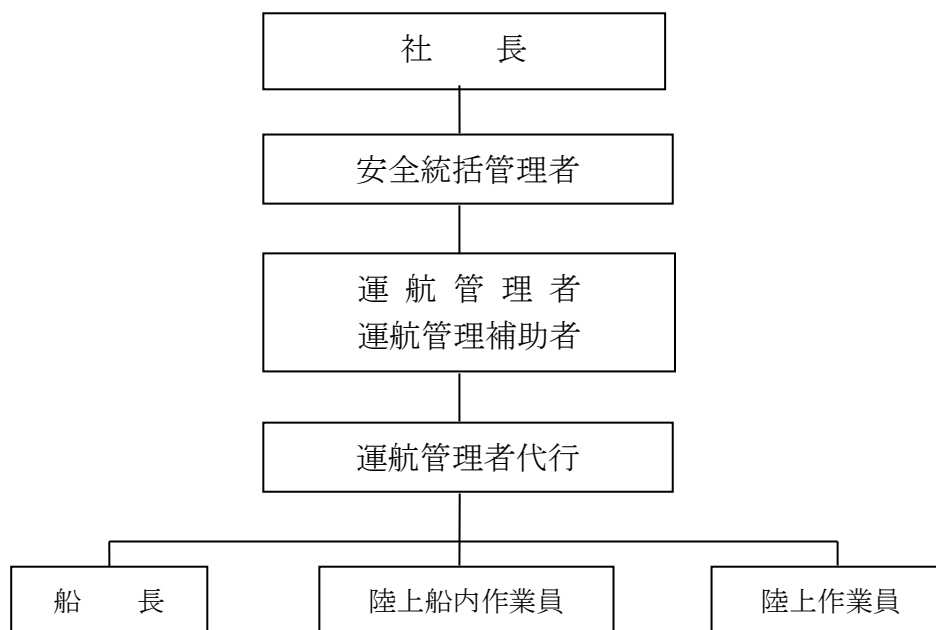 社　　長
安全統括管理者
運 航 管 理 者
運航管理補助者
運航管理者代行
船　　長
陸上船内作業員
陸上作業員